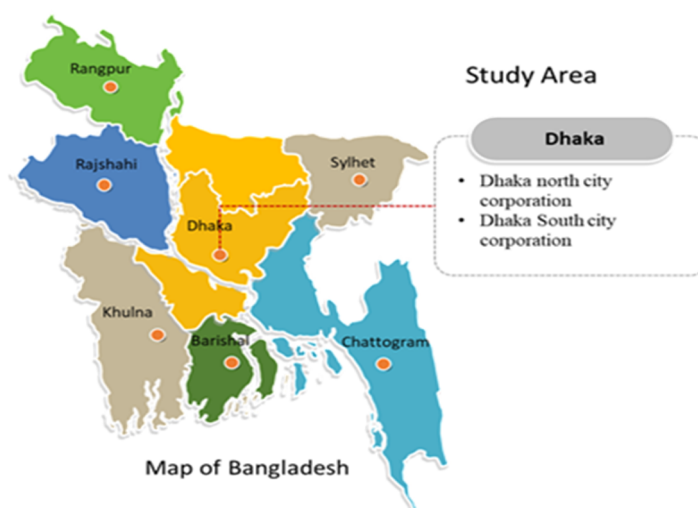 Rangpur
Study Area
Dhaka
Rajshahi
Sylhet
• Dhaka north city
corporation
• Dhaka South city
corporation
Dhaka
Khulna
Barishal
Chattogram
Map of Bangladesh